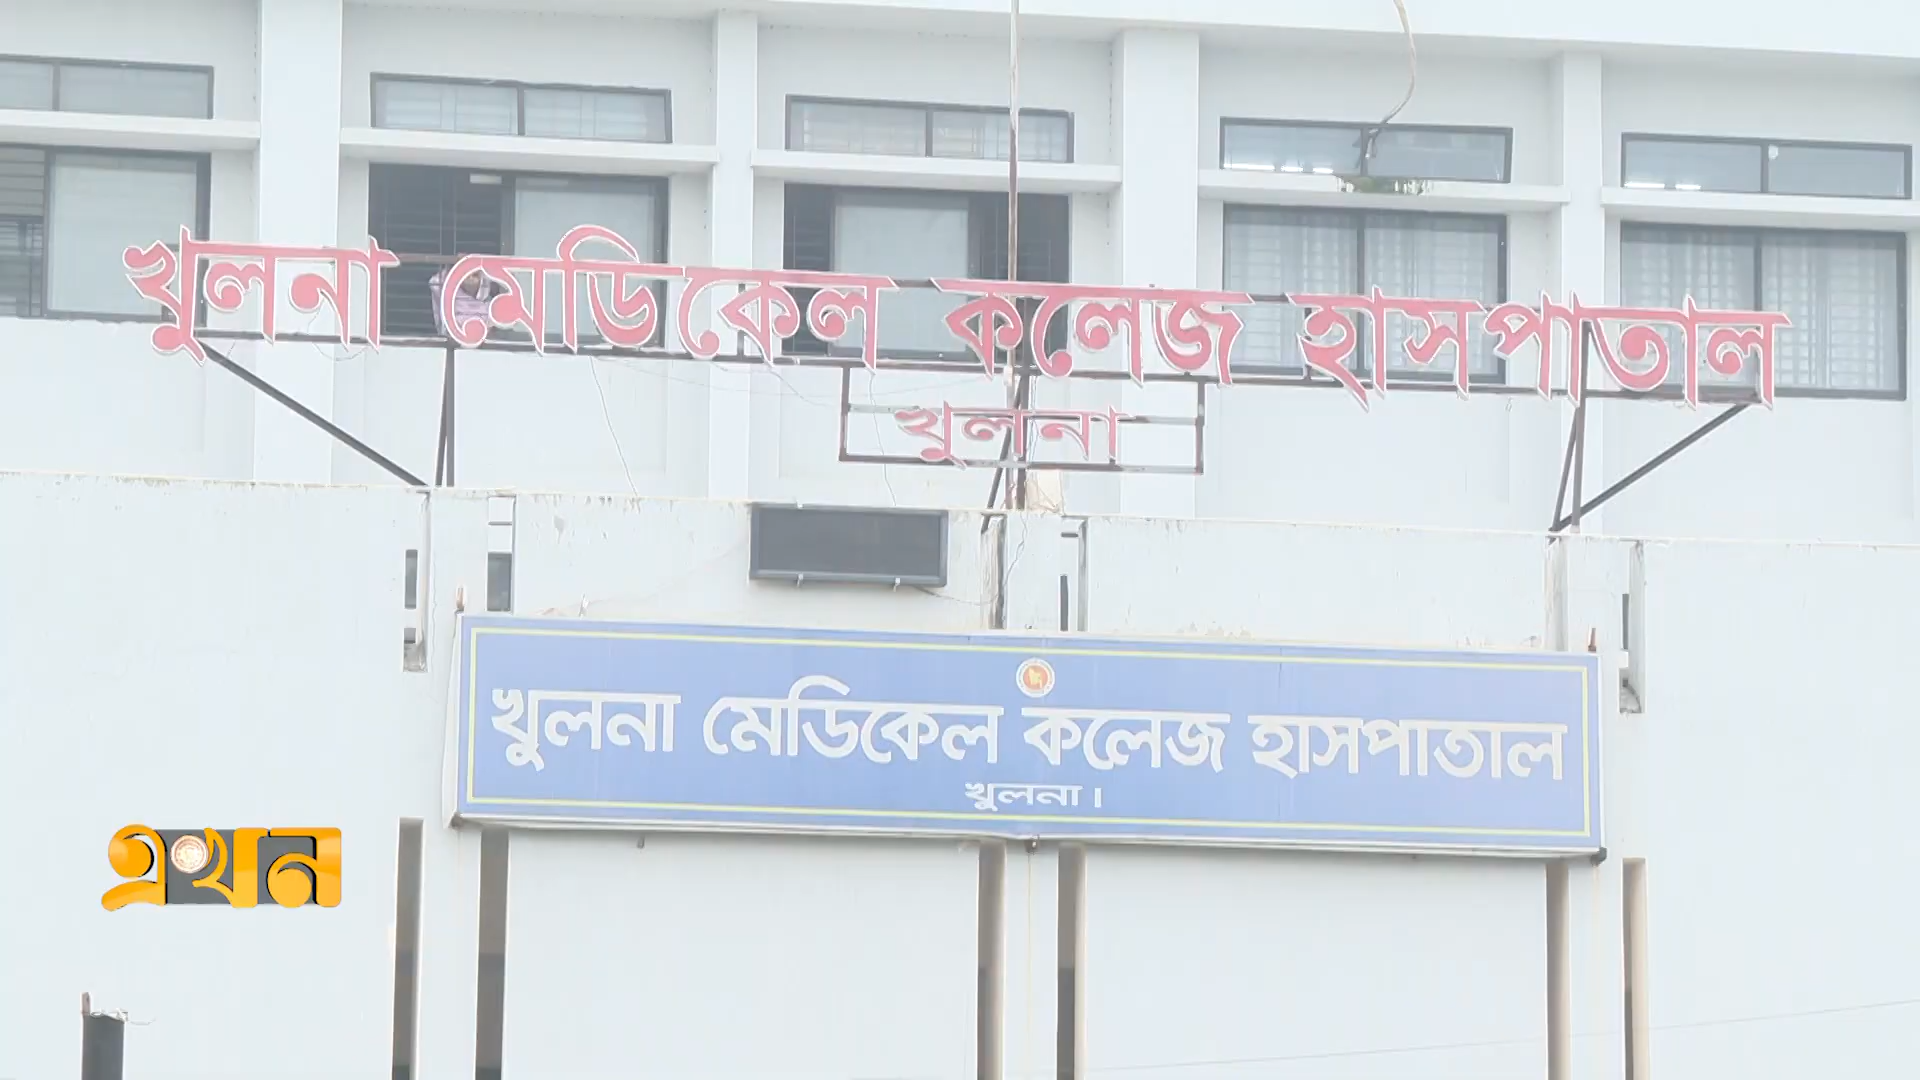 খুলনা মেডিকেল কলেজ হাসপাতাল
খুলনা
খুলনা মেডিকেল কলেজ হাসপাতাল
খুলনা।
এখন